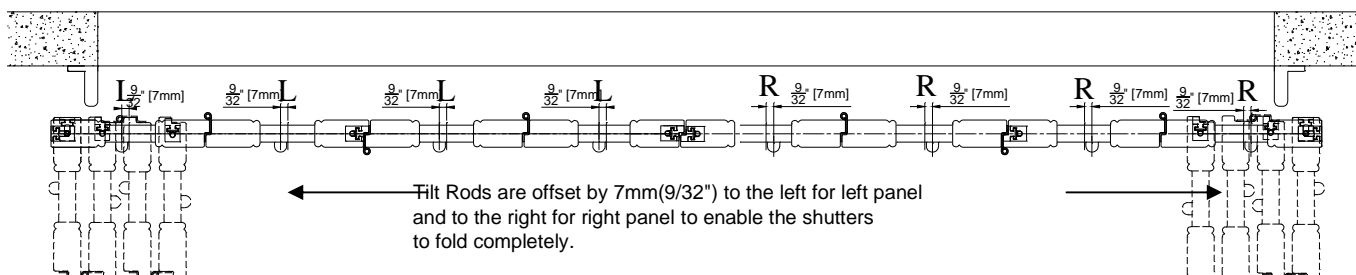 L 9/32" [7mm] 9/32" [7mm] L 9/32" [7mm] L 9/32" [7mm] L R 9/32" [7mm] R 9/32" [7mm] R 9/32" [7mm] 9/32" [7mm] R
Tilt Rods are offset by 7mm(9/32") to the left for left panel
and to the right for right panel to enable the shutters
to fold completely.